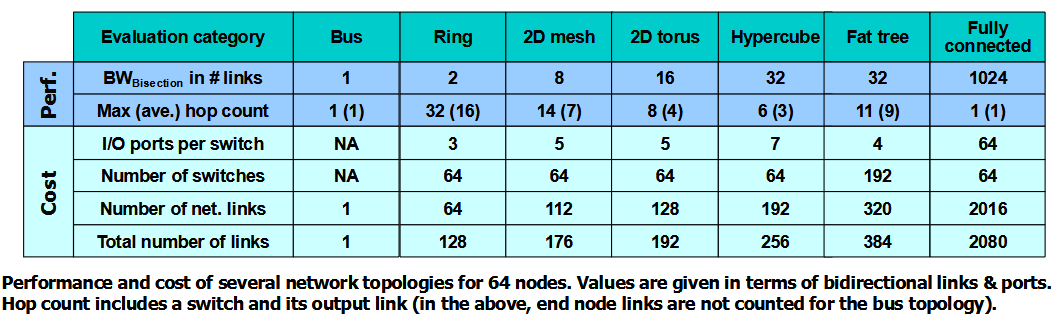 Evaluation category Bus Ring 2D mesh 2D torus Hypercube Fat tree Fully connected
Perf.
BWBisection in # links 1 2 8 16 32 32 1024
Max (ave.) hop count 1 (1) 32 (16) 14 (7) 8 (4) 6 (3) 11 (9) 1 (1)
Cost
I/O ports per switch NA 3 5 5 7 4 64
Number of switches NA 64 64 64 64 192 64
Number of net. links 1 64 112 128 192 320 2016
Total number of links 1 128 176 192 256 384 2080
Performance and cost of several network topologies for 64 nodes. Values are given in terms of bidirectional links & ports.
Hop count includes a switch and its output link (in the above, end node links are not counted for the bus topology).